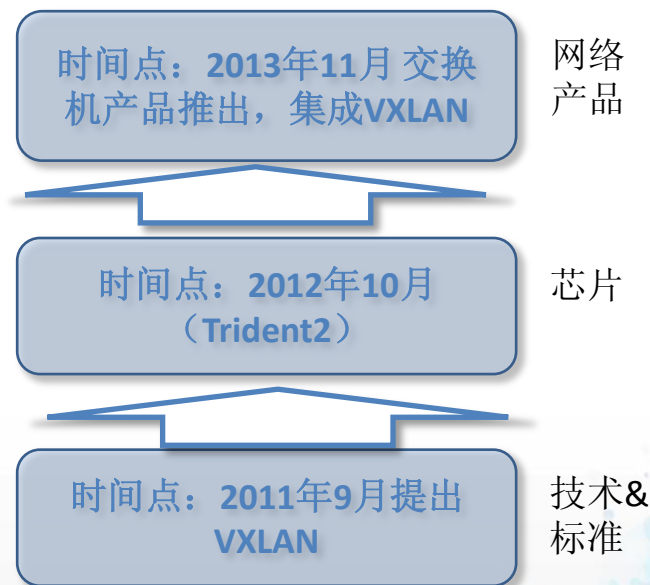 时间点：2013年11月 交换
机产品推出，集成VXLAN
网络
产品
时间点：2012年10月
（Trident2）
芯片
时间点：2011年9月提出
VXLAN
技术&
标准